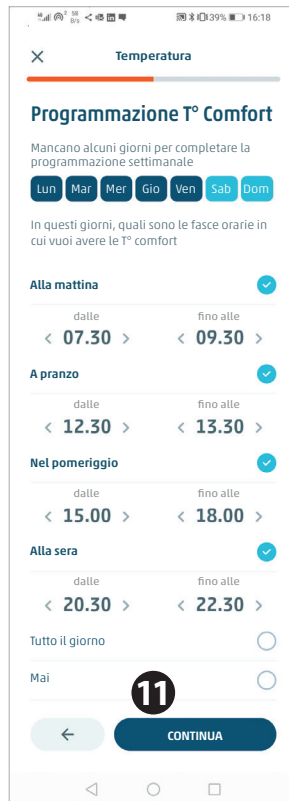 58
B/s
39% 16:18
Temperatura
Programmazione T° Comfort
Mancano alcuni giorni per completare la
programmazione settimanale
Lun Mar Mer Gio Ven Sab Dom
In questi giorni, quali sono le fasce orarie in
cui vuoi avere le T° comfort
Alla mattina
dalle fino alle
07.30 09.30
A pranzo
dalle fino alle
12.30 13.30
Nel pomeriggio
dalle fino alle
15.00 18.00
Alla sera
dalle fino alle
20.30 22.30
Tutto il giorno
Mai
11
CONTINUA